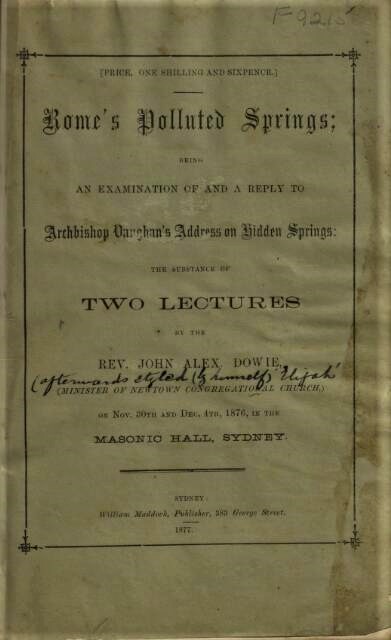 F9215
[PRICE, ONE SHILLING AND SIXPENCE.]
Rome's Polluted Springs;
BEING
AN EXAMINATION OF AND A REPLY TO
Archbishop Vaughan's Address on Hidden Springs:
THE SUBSTANCE OF
TWO LECTURES
BY THE
REV. JOHN ALEX. DOWIE,
(afterwards styled (by himself) 'Elijah'
(MINISTER OF NEWTOWN CONGREGATIONAL CHURCH,)
ON NOV. 30TH AND DEC. 4TH, 1876, IN THE
MASONIC HALL, SYDNEY.
SYDNEY:
William Maddock, Publisher, 383 George Street.
1877.